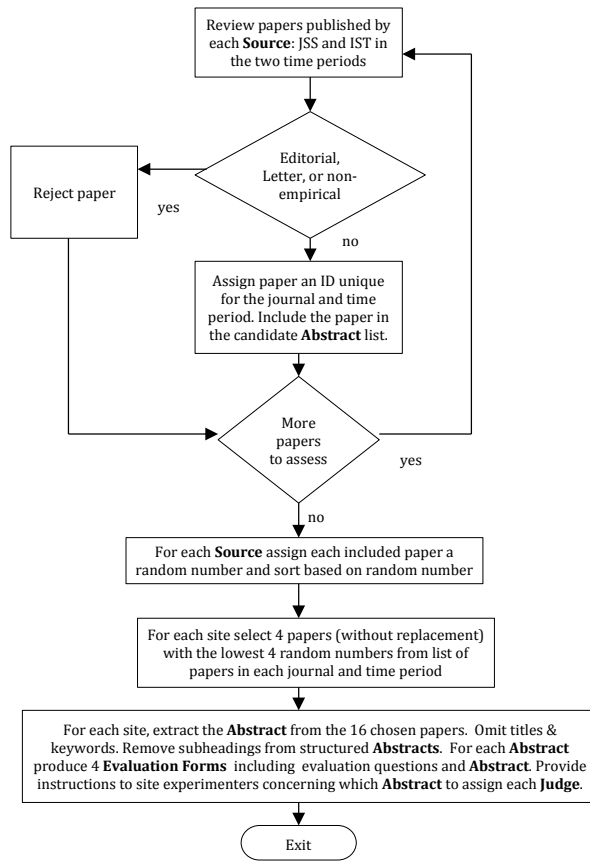 Review papers published by
each Source: JSS and IST in
the two time periods
Editorial,
Letter, or non-
empirical
Reject paper
yes
no
Assign paper an ID unique
for the journal and time
period. Include the paper in
the candidate Abstract list.
More
papers
to assess
yes
no
For each Source assign each included paper a
random number and sort based on random number
For each site select 4 papers (without replacement)
with the lowest 4 random numbers from list of
papers in each journal and time period
For each site, extract the Abstract from the 16 chosen papers. Omit titles &
keywords. Remove subheadings from structured Abstracts. For each Abstract
produce 4 Evaluation Forms including evaluation questions and Abstract. Provide
instructions to site experimenters concerning which Abstract to assign each Judge.
Exit